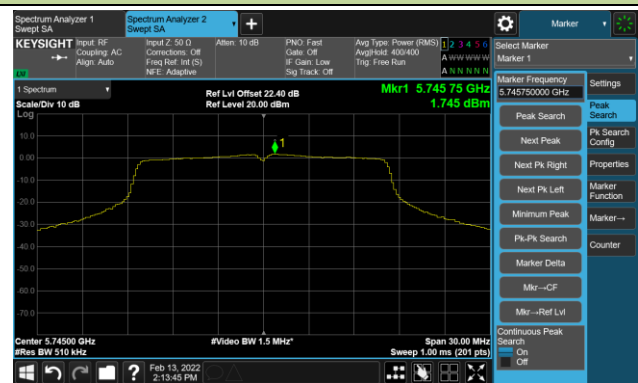 Spectrum Analyzer 1
Swept SA
Spectrum Analyzer 2
Swept SA
+
Marker
KEYSIGHT
Input: RF
Coupling: AC
Align: Auto
Input Z: 50 Ω
Corrections: Off
Freq Ref: Int (S)
NFE: Adaptive
Atten: 10 dB
PNO: Fast
Gate: Off
IF Gain: Low
Sig Track: Off
Avg Type: Power (RMS)
Avg|Hold: 400/400
Trig: Free Run
1 2 3 4 5 6
A W W W W W
A N N N N N
Select Marker
Marker 1
1 Spectrum
Scale/Div 10 dB
Log
Ref Lvl Offset 22.40 dB
Ref Level 20.00 dBm
Mkr1 5.745 75 GHz
1.745 dBm
10.0
0.00
-10.0
-20.0
-30.0
-40.0
-50.0
-60.0
-70.0
1
Center 5.74500 GHz
#Res BW 510 kHz
#Video BW 1.5 MHz*
Span 30.00 MHz
Sweep 1.00 ms (201 pts)
Marker Frequency
5.745750000 GHz
Peak Search
Next Peak
Next Pk Right
Next Pk Left
Minimum Peak
Pk-Pk Search
Marker Delta
Mkr→CF
Mkr→Ref Lvl
Continuous Peak
Search
On
Off
Settings
Peak
Search
Pk Search
Config
Properties
Marker
Function
Marker→
Counter
?
Feb 13, 2022
2:13:45 PM